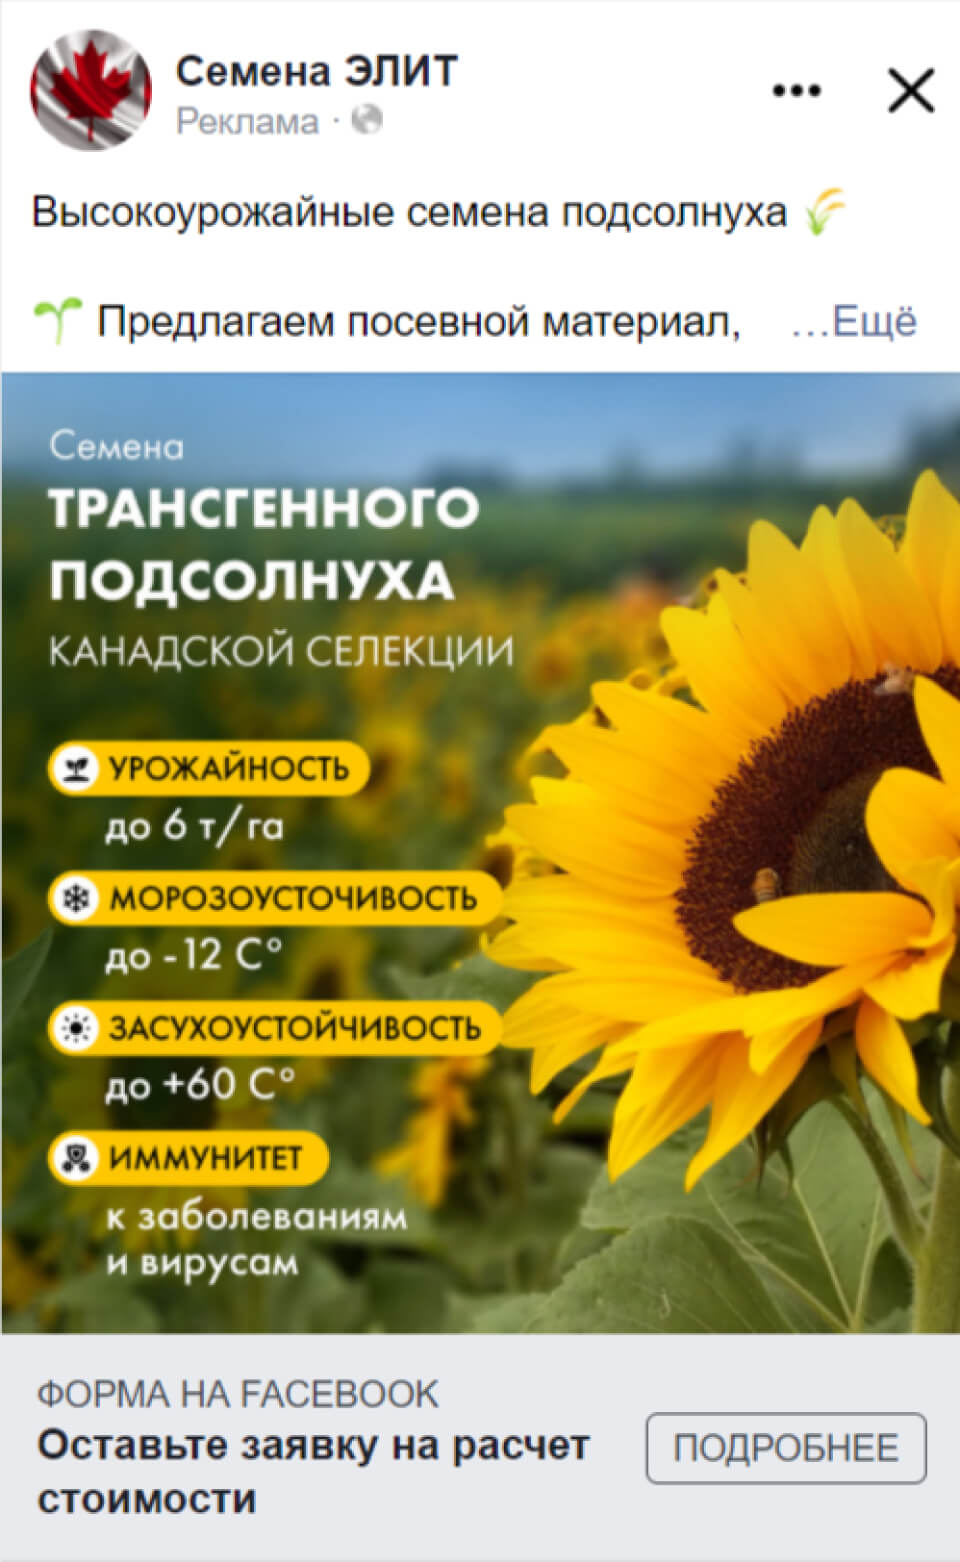 Семена ЭЛИТ
Реклама ·
Высокоурожайные семена подсолнуха
Предлагаем посевной материал, ...Ещё
Семена
ТРАНСГЕННОГО
ПОДСОЛНУХА
КАНАДСКОЙ СЕЛЕКЦИИ
УРОЖАЙНОСТЬ
до 6 т/га
МОРОЗОУСТОЧИВОСТЬ
до -12 С°
ЗАСУХОУСТОЙЧИВОСТЬ
до +60 С°
ИММУНИТЕТ
к заболеваниям
и вирусам
ФОРМА НА FACEBOOK
Оставьте заявку на расчет
стоимости
ПОДРОБНЕЕ